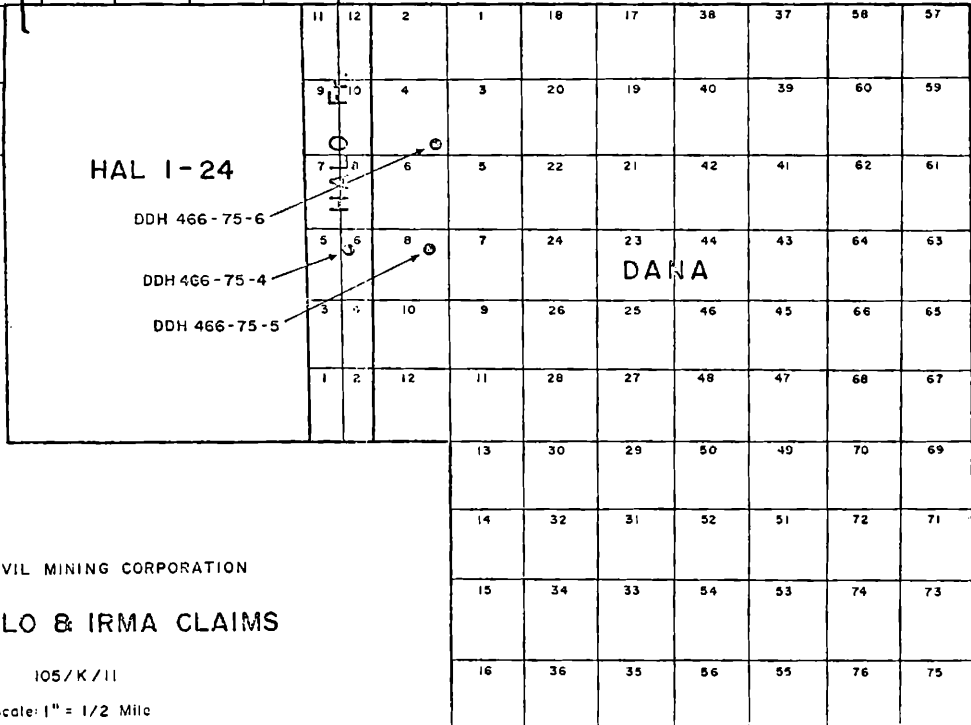 11 12 2 1 18 17 38 37 58 57
9 10 4 3 20 19 40 39 60 59
HALO FR.
HAL 1-24
7 8 6 5 22 21 42 41 62 61
DDH 466-75-6
5 6 8 7 24 23 44 43 64 63
DANA
DDH 466-75-4
DDH 466-75-5
3 4 10 9 26 25 46 45 66 65
1 2 12 11 28 27 48 47 68 67
13 30 29 50 49 70 69
14 32 31 52 51 72 71
VIL MINING CORPORATION
15 34 33 54 53 74 73
LO & IRMA CLAIMS
105/K/11
16 36 35 56 55 76 75
Scale: 1" = 1/2 Mile